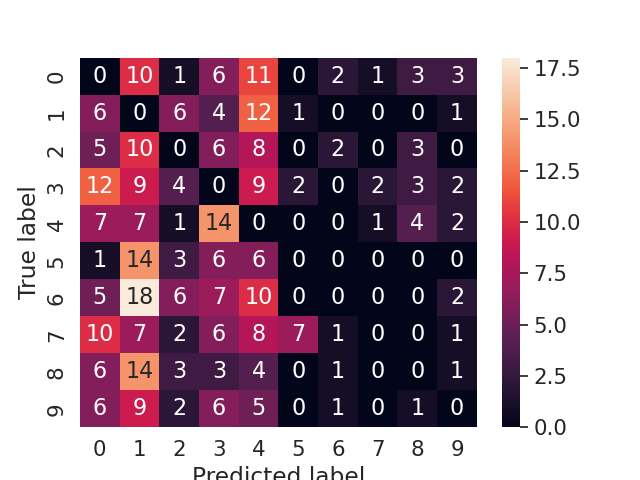 0 0 10 1 6 11 0 2 1 3 3
1 6 0 6 4 12 1 0 0 0 1
2 5 10 0 6 8 0 2 0 3 0
3 12 9 4 0 9 2 0 2 3 2
4 7 7 1 14 0 0 0 1 4 2
5 1 14 3 6 6 0 0 0 0 0
6 5 18 6 7 10 0 0 0 0 2
7 10 7 2 6 8 7 1 0 0 1
8 6 14 3 3 4 0 1 0 0 1
9 6 9 2 6 5 0 1 0 1 0
0 1 2 3 4 5 6 7 8 9
Predicted label
True label
17.5
15.0
12.5
10.0
7.5
5.0
2.5
0.0